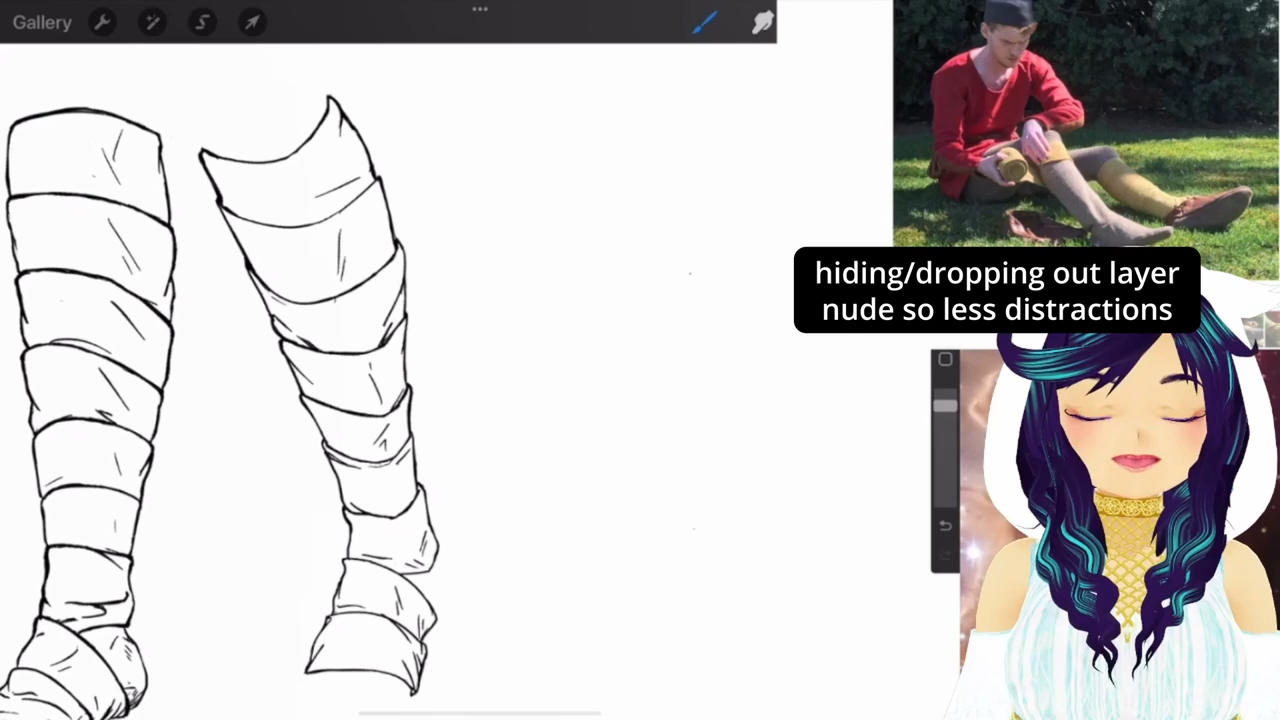 Gallery
hiding/dropping out layer
nude so less distractions